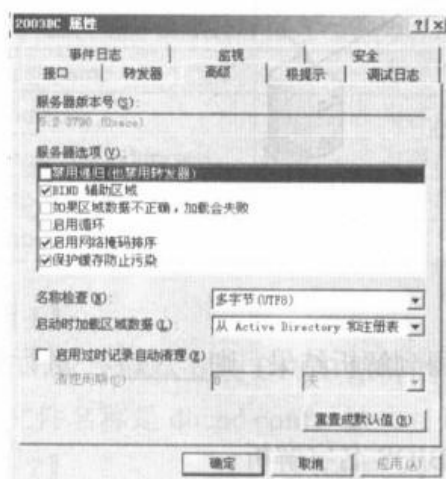 2003BC 属性
事件日志 监视 安全
接口 转发器 高级 根提示 调试日志
服务器版本号(S):
5.2 3790 (0xece)
服务器选项(V):
禁用递归(也禁用转发器)
BIND 辅助区域
如果区域数据不正确，加载会失败
启用循环
启用网络掩码排序
保护缓存防止污染
名称检查(N): 多字节(UTF8)
启动时加载区域数据(L): 从 Active Directory 和注册表
启用过时记录自动清理(E)
清理周期(C): 0 天
重置成默认值(R)
确定 取消 应用(A)